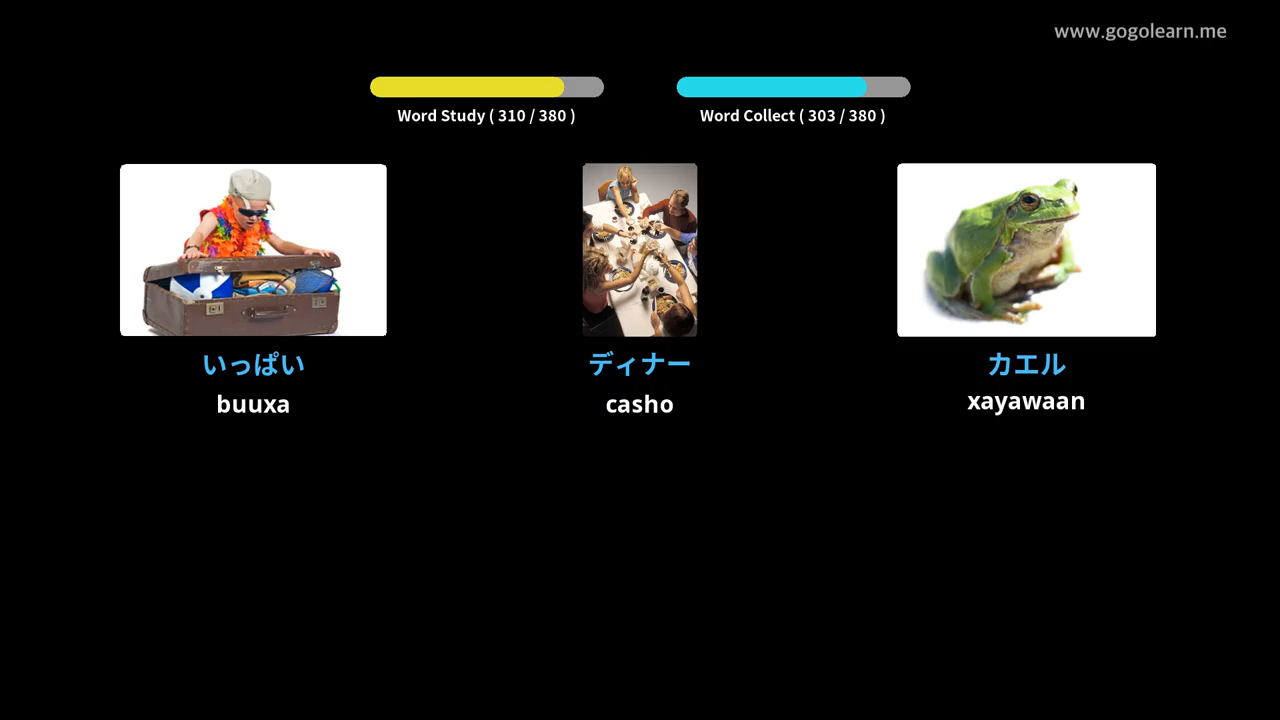 www.gogolearn.me
Word Study ( 310 / 380 )
Word Collect ( 303 / 380 )
いっぱい
buuxa
ディナー
casho
カエル
xayawaan